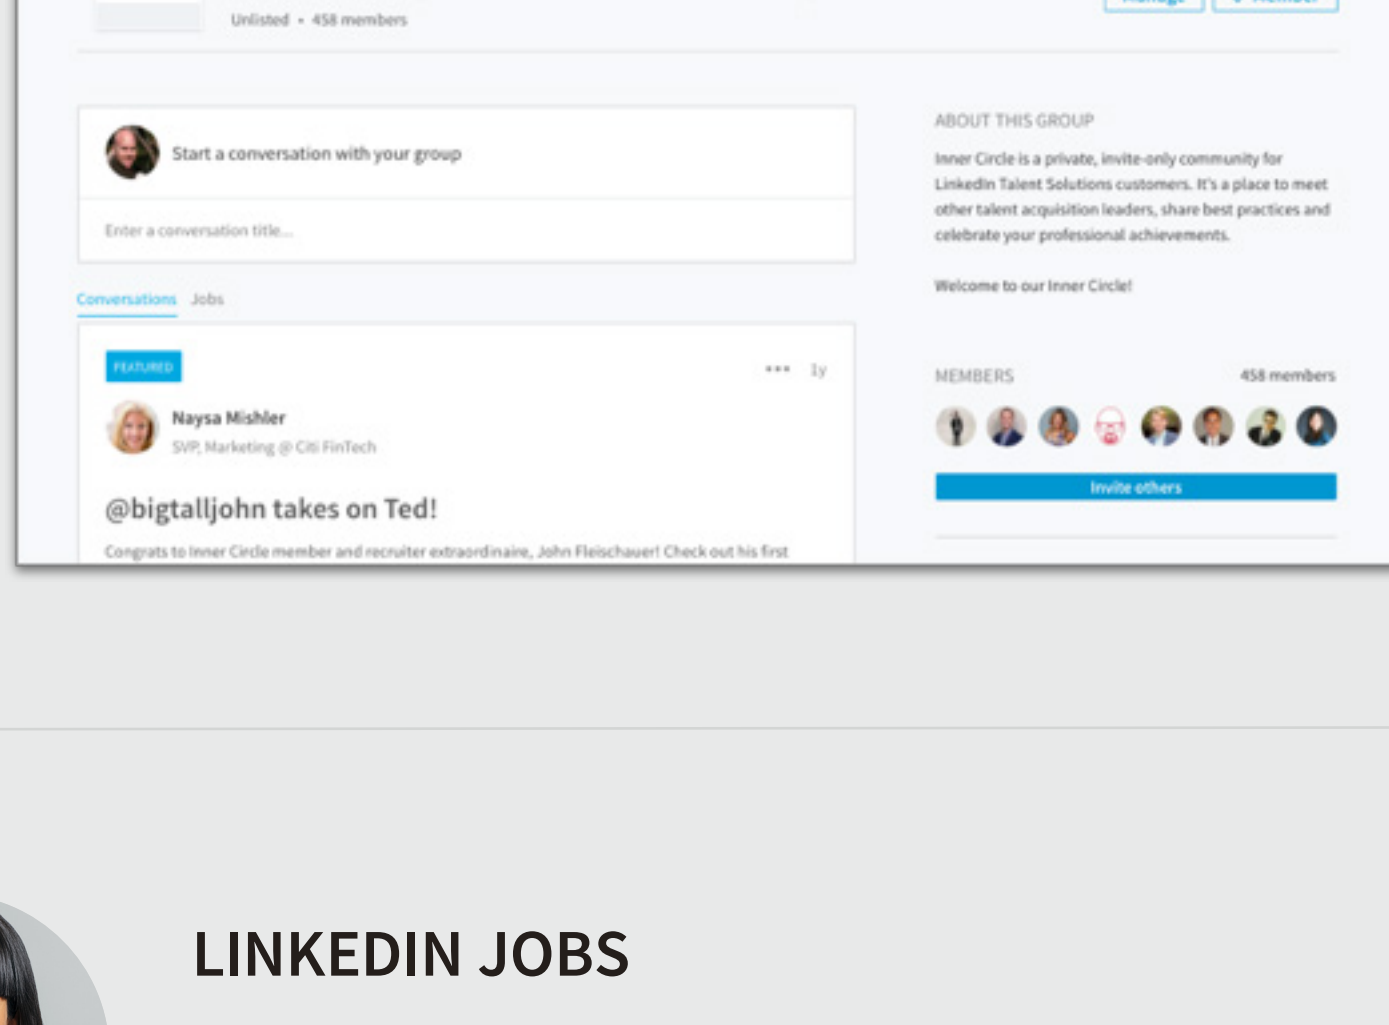 Unlisted • 458 members
Start a conversation with your group
Enter a conversation title...
Conversations Jobs
FEATURED
••• 1y
Naysa Mishler
SVP, Marketing @ Citi FinTech
@bigtalljohn takes on Ted!
Congrats to Inner Circle member and recruiter extraordinaire, John Fleischauer! Check out his first
ABOUT THIS GROUP
Inner Circle is a private, invite-only community for
LinkedIn Talent Solutions customers. It's a place to meet
other talent acquisition leaders, share best practices and
celebrate your professional achievements.
Welcome to our Inner Circle!
MEMBERS 458 members
Invite others
LINKEDIN JOBS